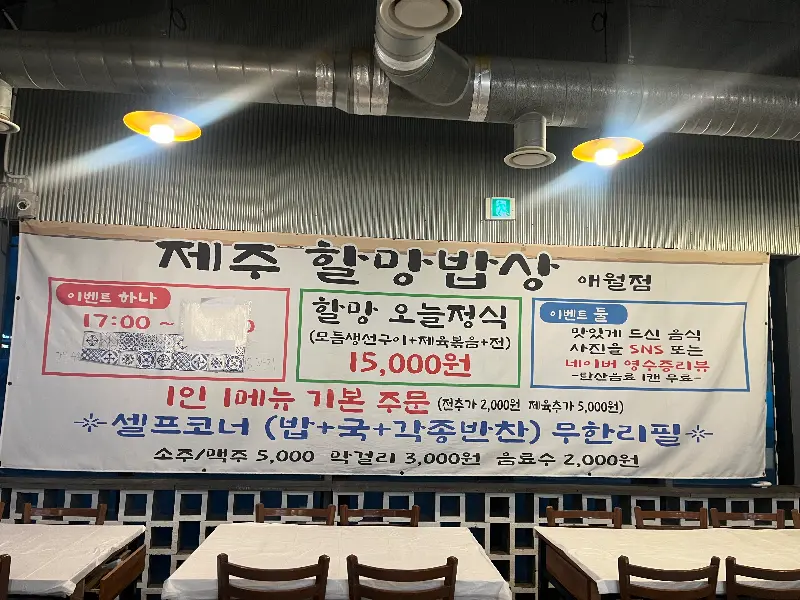 제주 할망밥상 애월점
이벤트 하나
17:00 ~
할망 오늘정식
(모듬생선구이+제육볶음+전)
15,000원
이벤트 둘
맛있게 드신 음식
사진을 SNS 또는
네이버 영수증리뷰
-탄산음료 1캔 무료-
1인 1메뉴 기본 주문 (전추가 2,000원 제육추가 5,000원)
셀프코너 (밥+국+각종반찬) 무한리필
소주/맥주 5,000 막걸리 3,000원 음료수 2,000원